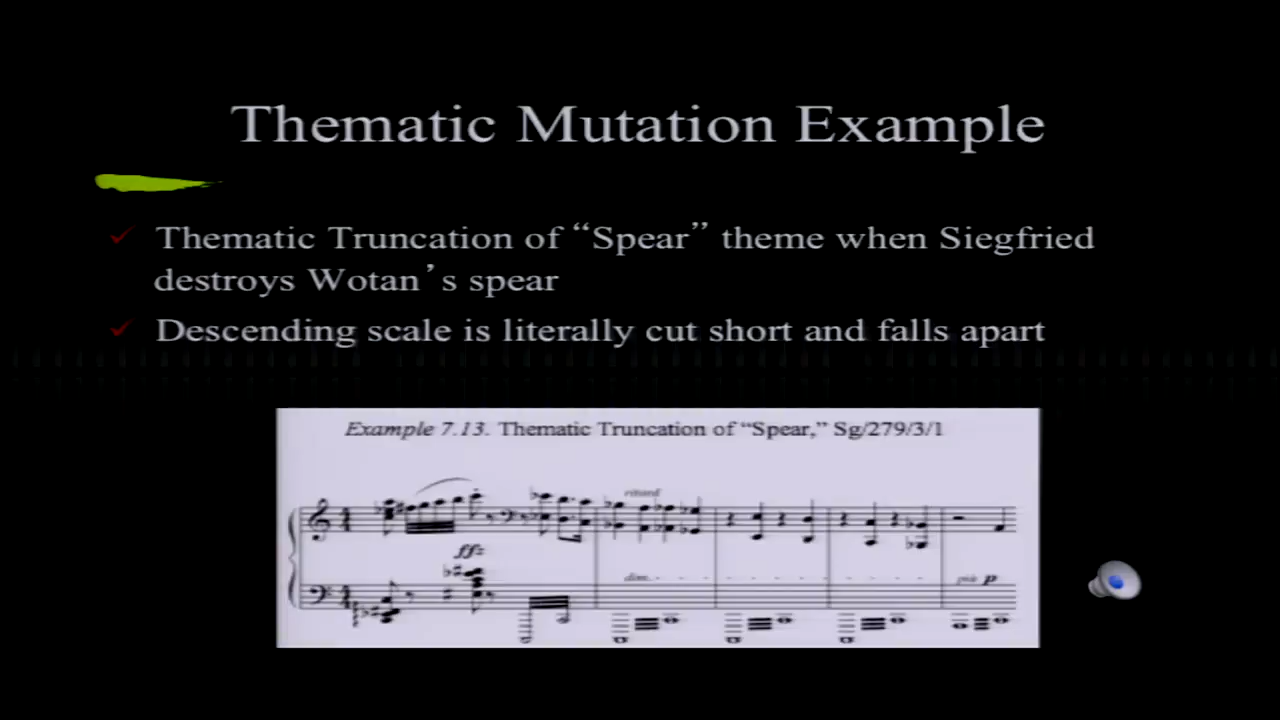 Thematic Mutation Example
Thematic Truncation of “Spear” theme when Siegfried
destroys Wotan’s spear
Descending scale is literally cut short and falls apart
Example 7.13. Thematic Truncation of “Spear,” Sg/279/3/1
ritard
ffz
dim.
più p